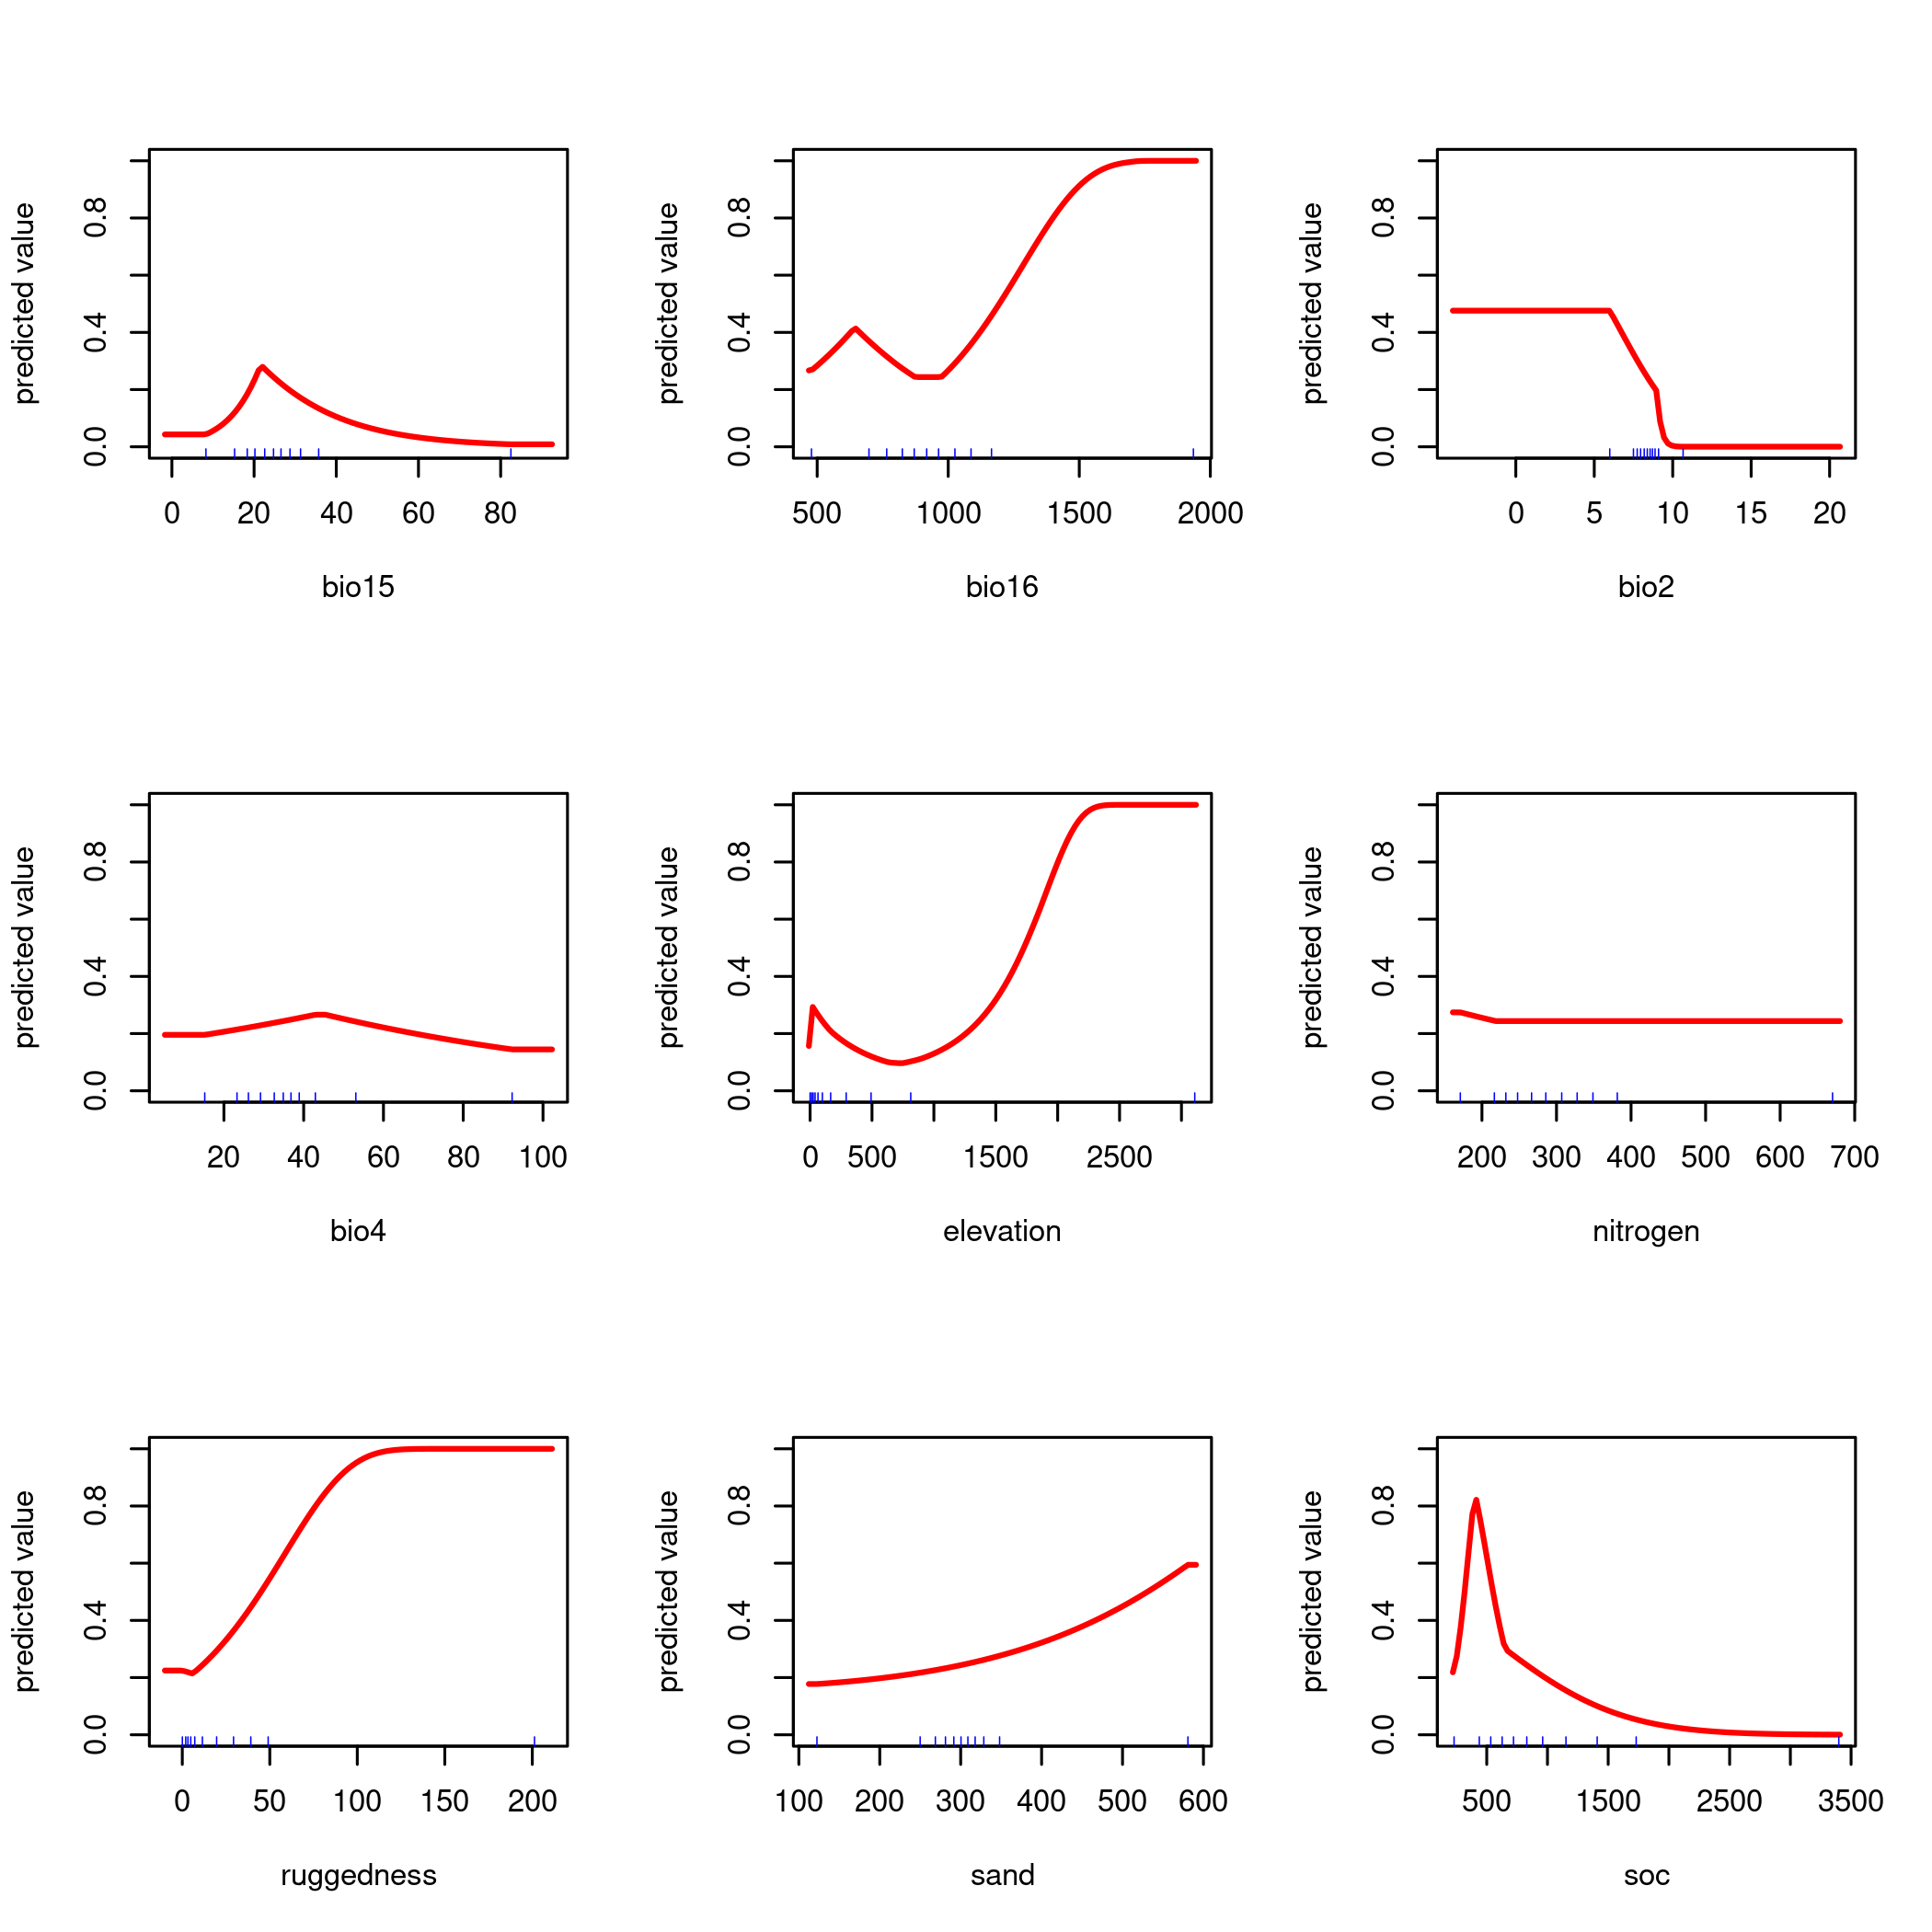 predicted value
0.0 0.4 0.8
0 20 40 60 80
bio15
predicted value
0.0 0.4 0.8
500 1000 1500 2000
bio16
predicted value
0.0 0.4 0.8
0 5 10 15 20
bio2
predicted value
0.0 0.4 0.8
20 40 60 80 100
bio4
predicted value
0.0 0.4 0.8
0 500 1500 2500
elevation
predicted value
0.0 0.4 0.8
200 300 400 500 600 700
nitrogen
predicted value
0.0 0.4 0.8
0 50 100 150 200
ruggedness
predicted value
0.0 0.4 0.8
100 200 300 400 500 600
sand
predicted value
0.0 0.4 0.8
500 1500 2500 3500
soc